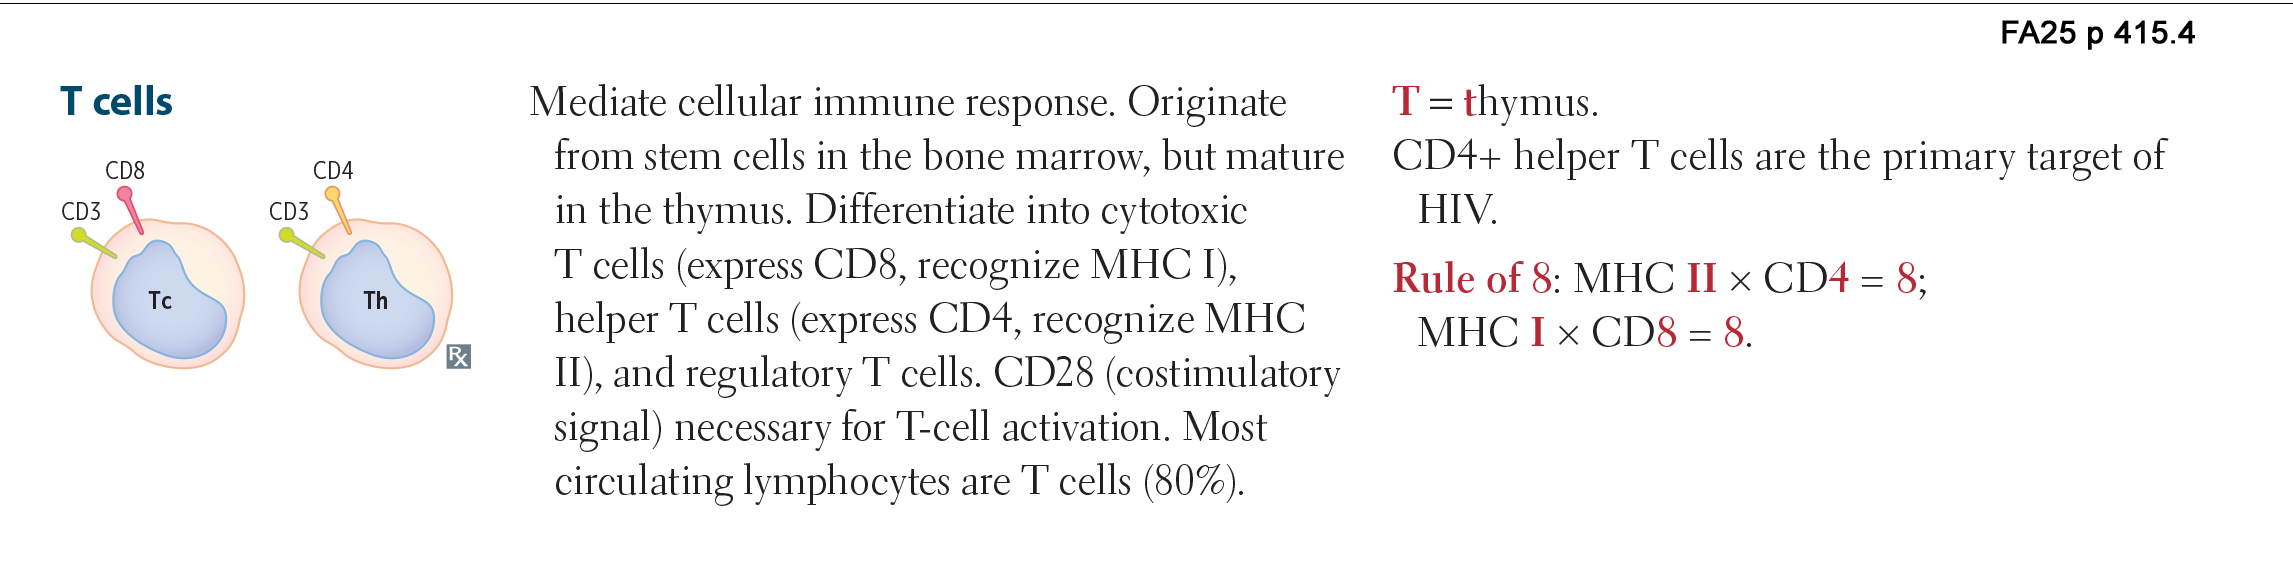 FA25 p 415.4
T cells
CD8
CD3
Tc
CD4
CD3
Th
Rx
Mediate cellular immune response. Originate
from stem cells in the bone marrow, but mature
in the thymus. Differentiate into cytotoxic
T cells (express CD8, recognize MHC I),
helper T cells (express CD4, recognize MHC
II), and regulatory T cells. CD28 (costimulatory
signal) necessary for T-cell activation. Most
circulating lymphocytes are T cells (80%).
T = thymus.
CD4+ helper T cells are the primary target of
HIV.
Rule of 8: MHC II × CD4 = 8;
MHC I × CD8 = 8.